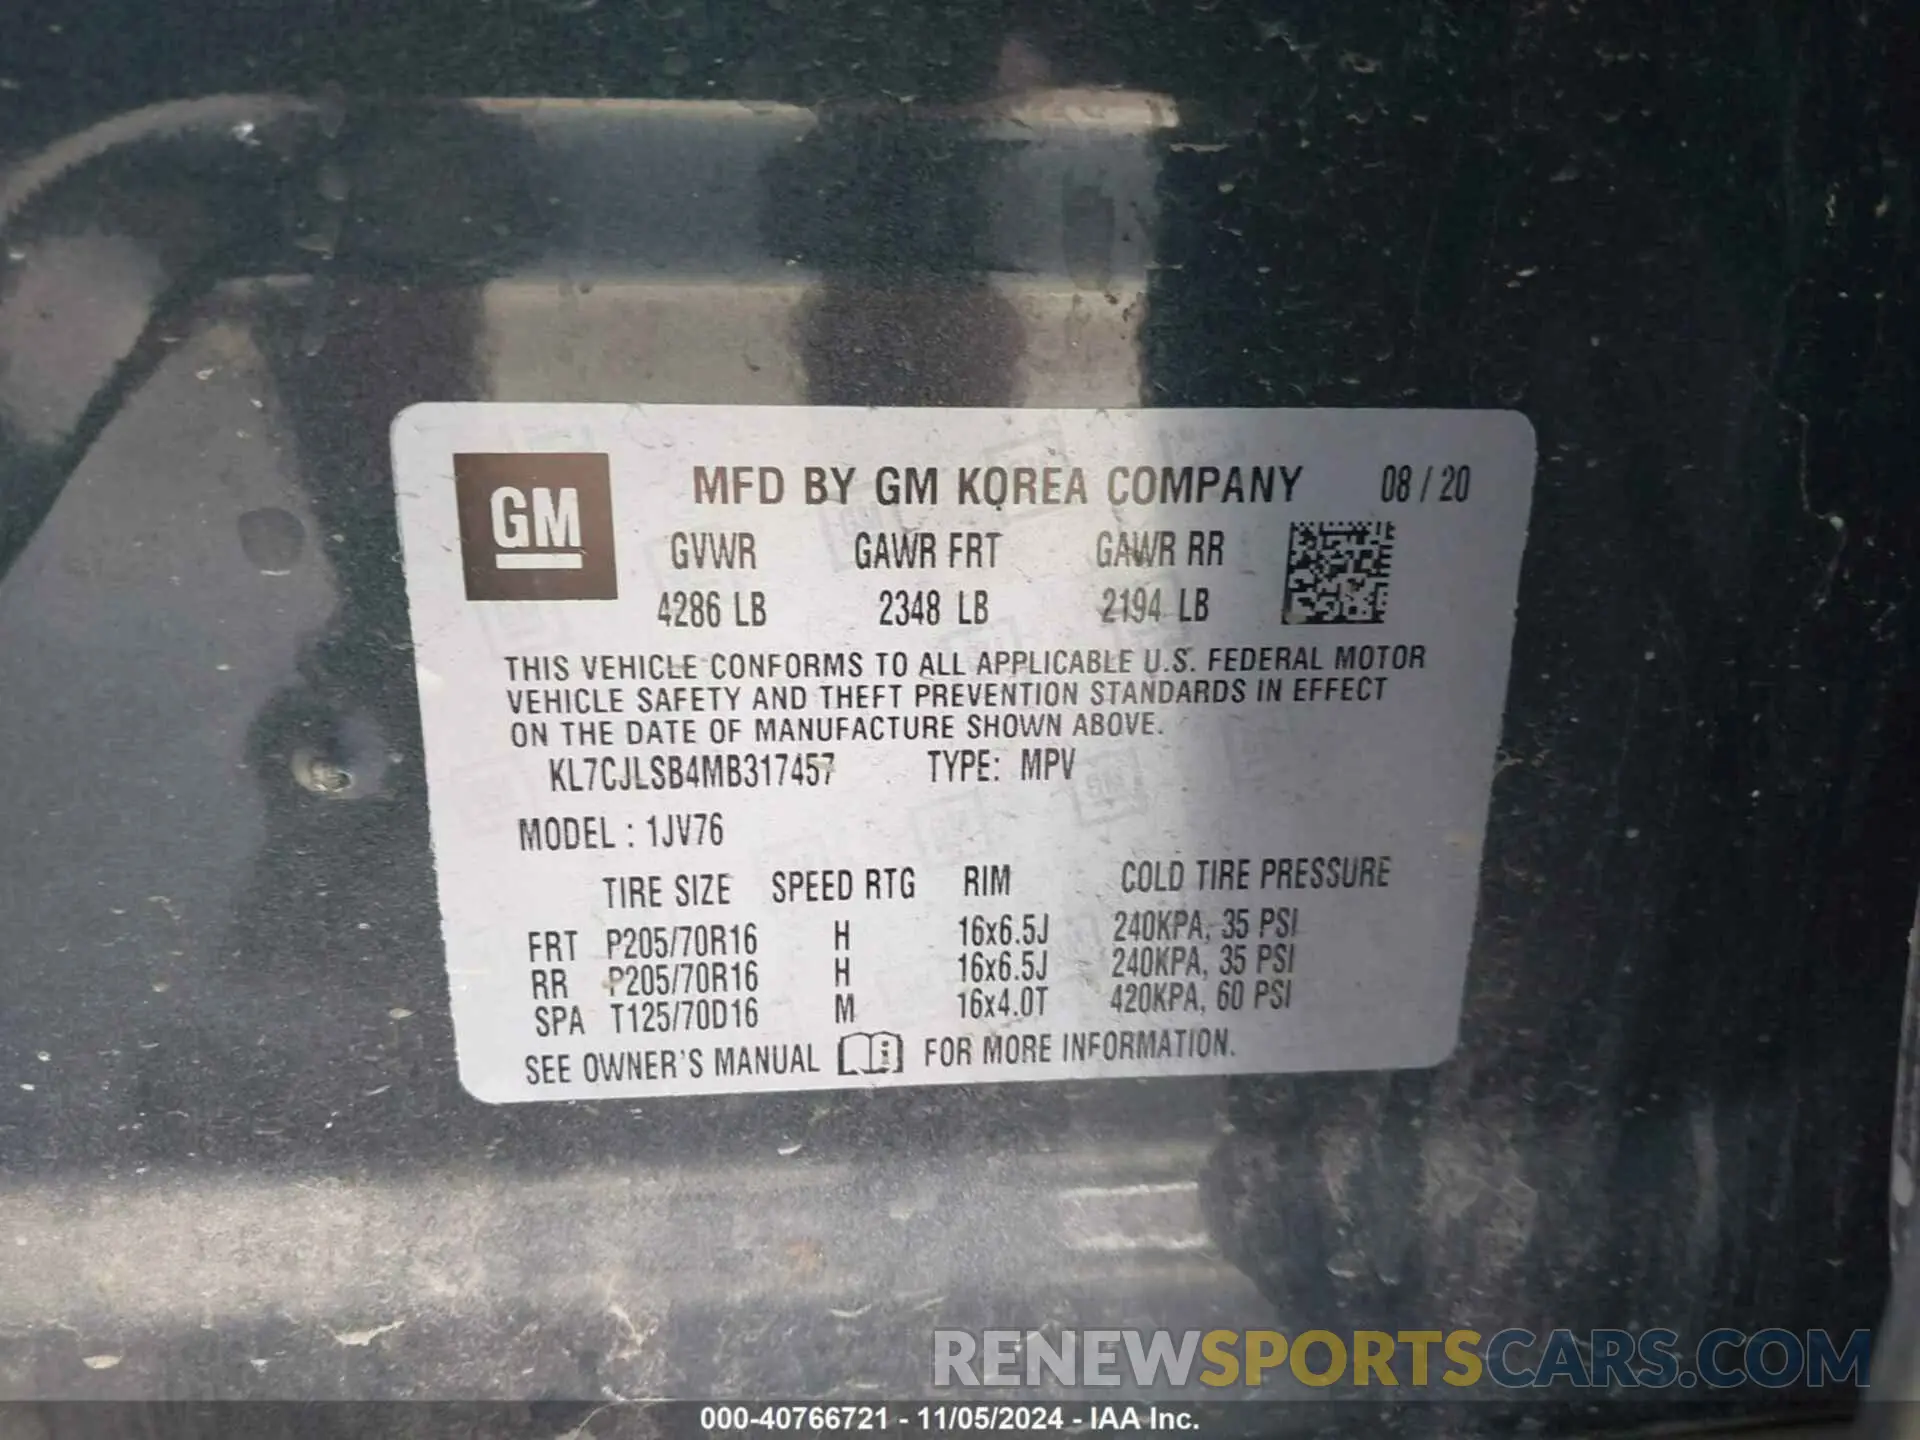 GM
MFD BY GM KOREA COMPANY 08 / 20
GVWR GAWR FRT GAWR RR
4286 LB 2348 LB 2194 LB
THIS VEHICLE CONFORMS TO ALL APPLICABLE U.S. FEDERAL MOTOR
VEHICLE SAFETY AND THEFT PREVENTION STANDARDS IN EFFECT
ON THE DATE OF MANUFACTURE SHOWN ABOVE.
KL7CJLSB4MB317457 TYPE: MPV
MODEL : 1JV76
TIRE SIZE SPEED RTG RIM COLD TIRE PRESSURE
FRT P205/70R16 H 16x6.5J 240KPA, 35 PSI
RR P205/70R16 H 16x6.5J 240KPA, 35 PSI
SPA T125/70D16 M 16x4.0T 420KPA, 60 PSI
SEE OWNER'S MANUAL FOR MORE INFORMATION.
RENEWSPORTSCARS.COM
000-40766721 - 11/05/2024 - IAA Inc.